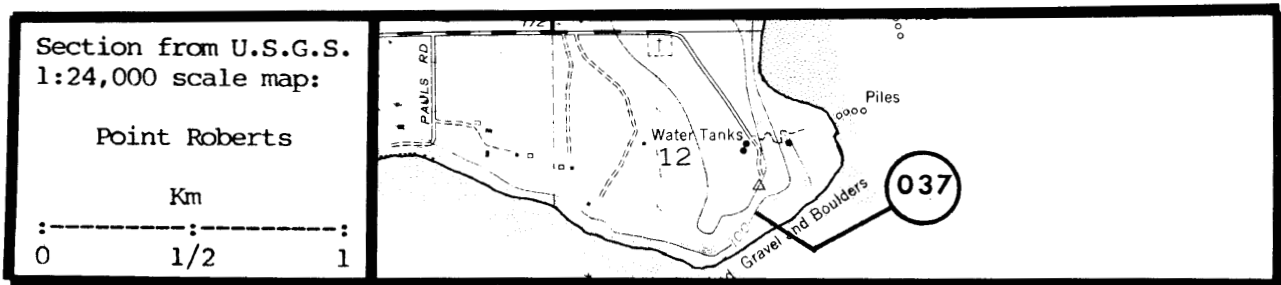 Section from U.S.G.S.
1:24,000 scale map:
Point Roberts
Km
0 1/2 1
PAULS RD
Piles
Water Tanks
12
037
Gravel and Boulders